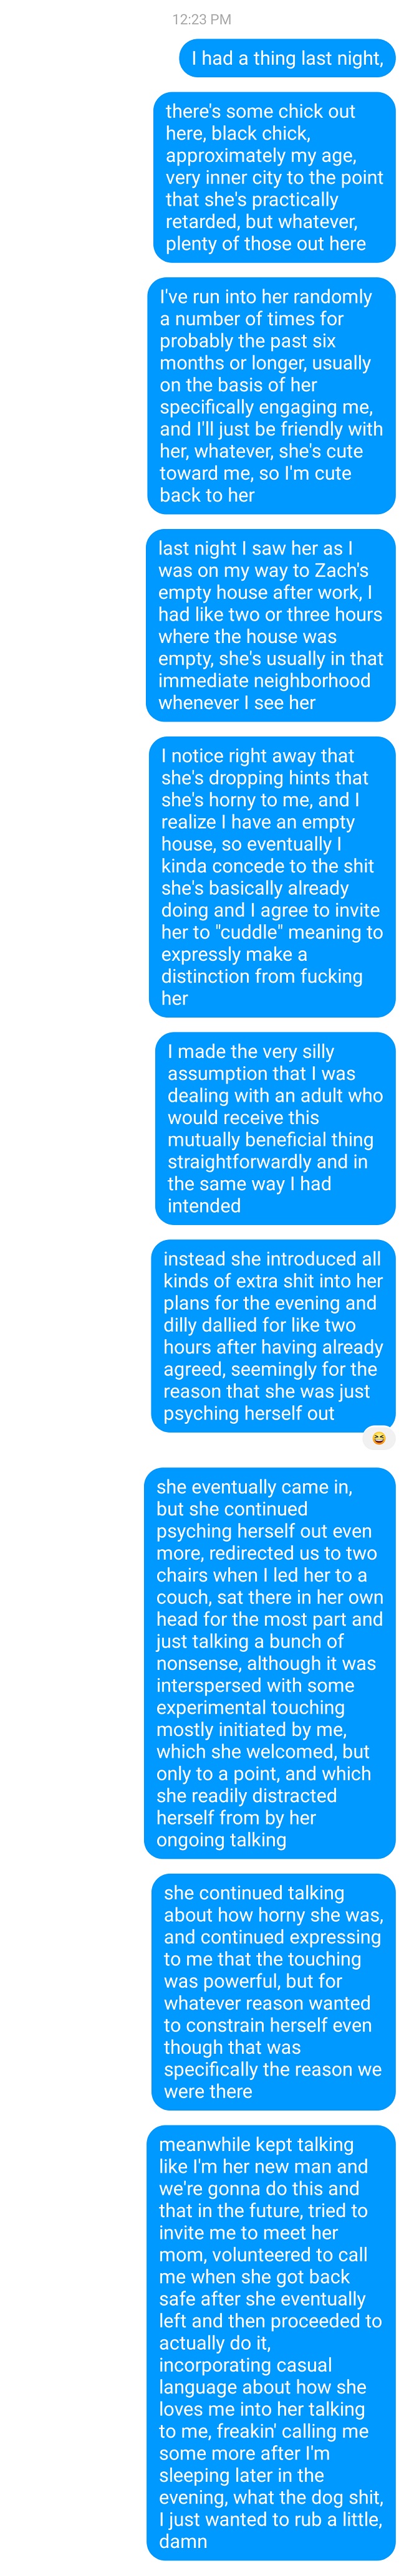 12:23 PM
I had a thing last night,
there's some chick out
here, black chick,
approximately my age,
very inner city to the point
that she's practically
retarded, but whatever,
plenty of those out here
I've run into her randomly
a number of times for
probably the past six
months or longer, usually
on the basis of her
specifically engaging me,
and I'll just be friendly with
her, whatever, she's cute
toward me, so I'm cute
back to her
last night I saw her as I
was on my way to Zach's
empty house after work, I
had like two or three hours
where the house was
empty, she's usually in that
immediate neighborhood
whenever I see her
I notice right away that
she's dropping hints that
she's horny to me, and I
realize I have an empty
house, so eventually I
kinda concede to the shit
she's basically already
doing and I agree to invite
her to "cuddle" meaning to
expressly make a
distinction from fucking
her
I made the very silly
assumption that I was
dealing with an adult who
would receive this
mutually beneficial thing
straightforwardly and in
the same way I had
intended
instead she introduced all
kinds of extra shit into her
plans for the evening and
dilly dallied for like two
hours after having already
agreed, seemingly for the
reason that she was just
psyching herself out
she eventually came in,
but she continued
psyching herself out even
more, redirected us to two
chairs when I led her to a
couch, sat there in her own
head for the most part and
just talking a bunch of
nonsense, although it was
interspersed with some
experimental touching
mostly initiated by me,
which she welcomed, but
only to a point, and which
she readily distracted
herself from by her
ongoing talking
she continued talking
about how horny she was,
and continued expressing
to me that the touching
was powerful, but for
whatever reason wanted
to constrain herself even
though that was
specifically the reason we
were there
meanwhile kept talking
like I'm her new man and
we're gonna do this and
that in the future, tried to
invite me to meet her
mom, volunteered to call
me when she got back
safe after she eventually
left and then proceeded to
actually do it,
incorporating casual
language about how she
loves me into her talking
to me, freakin' calling me
some more after I'm
sleeping later in the
evening, what the dog shit,
I just wanted to rub a little,
damn